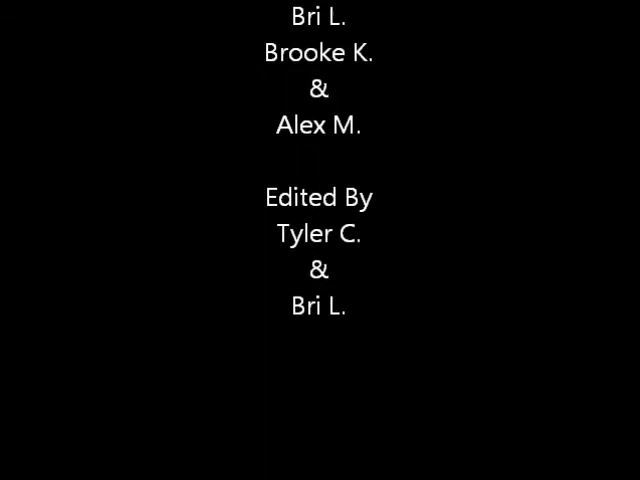 Bri L.
Brooke K.
&
Alex M.
Edited By
Tyler C.
&
Bri L.